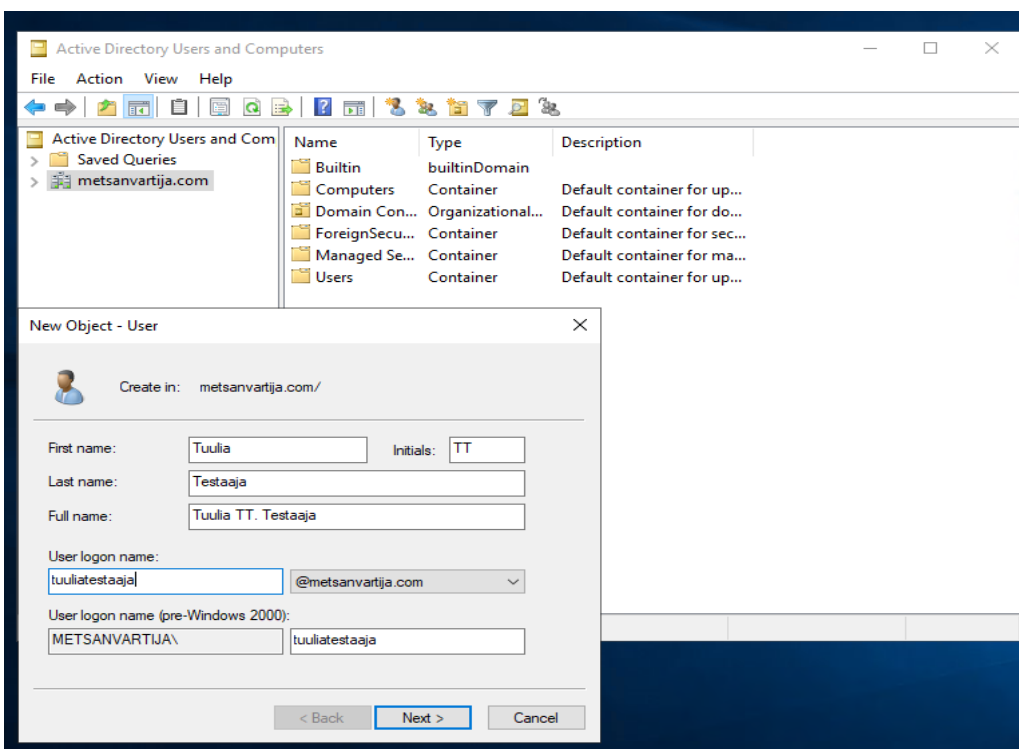 Active Directory Users and Computers
File Action View Help
Active Directory Users and Com
Saved Queries
metsanvartija.com
Name Type Description
Builtin builtinDomain
Computers Container Default container for up...
Domain Con... Organizational... Default container for do...
ForeignSecu... Container Default container for sec...
Managed Se... Container Default container for ma...
Users Container Default container for up...
New Object - User
Create in: metsanvartija.com/
First name: Tuulia Initials: TT
Last name: Testaaja
Full name: Tuulia TT. Testaaja
User logon name:
tuuliatestaaja @metsanvartija.com
User logon name (pre-Windows 2000):
METSANVARTIJA\ tuuliatestaaja
< Back Next > Cancel